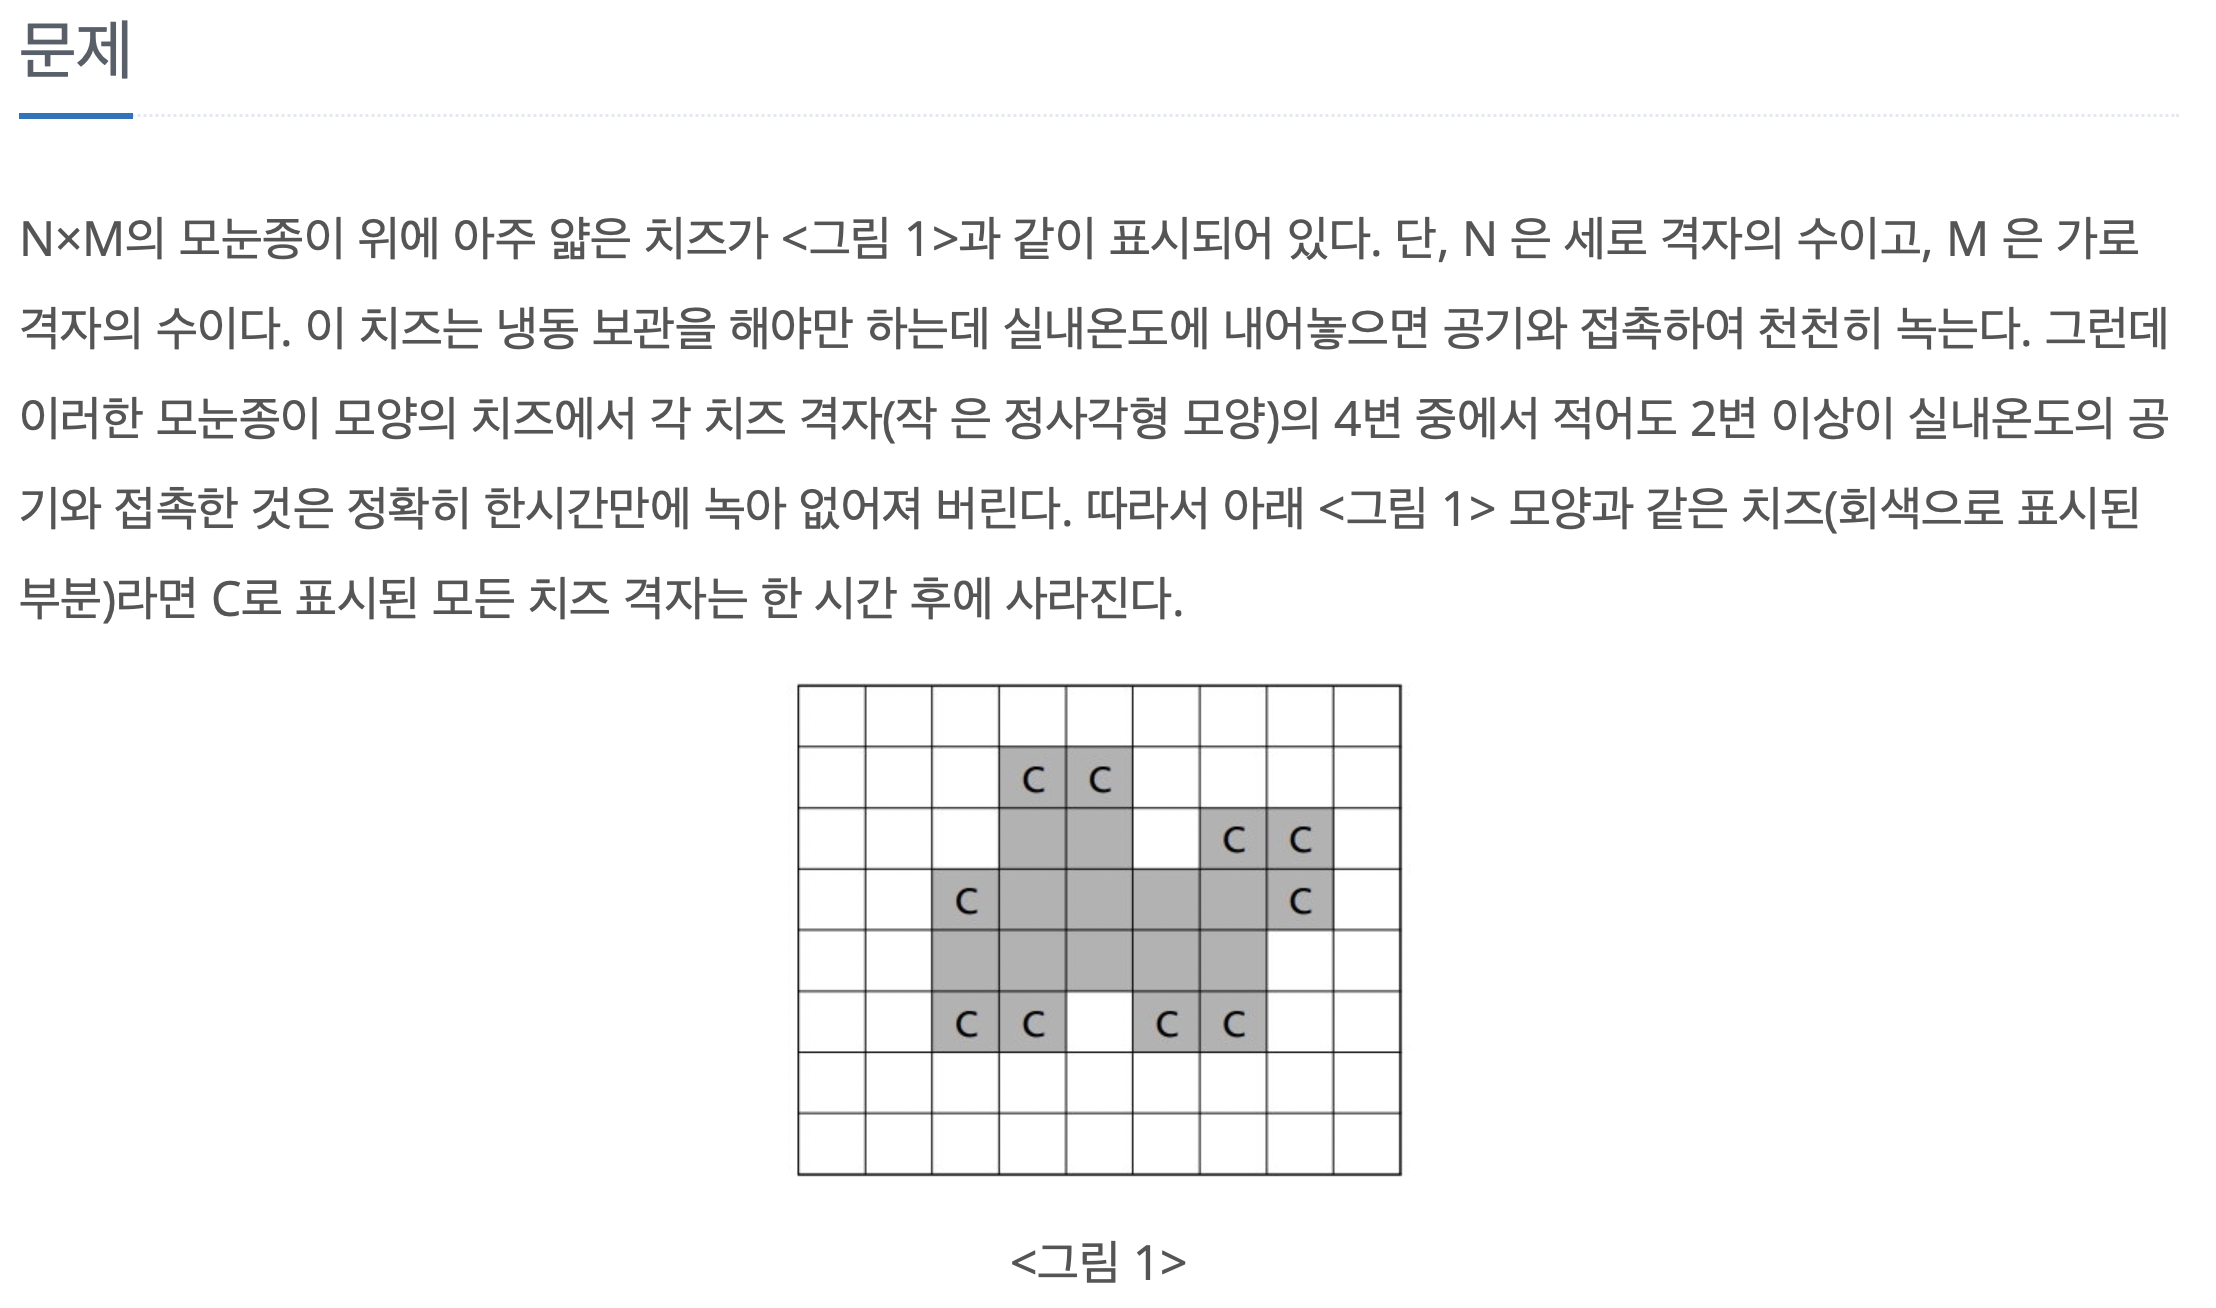 문제
N×M의 모눈종이 위에 아주 얇은 치즈가 <그림 1>과 같이 표시되어 있다. 단, N 은 세로 격자의 수이고, M 은 가로
격자의 수이다. 이 치즈는 냉동 보관을 해야만 하는데 실내온도에 내어놓으면 공기와 접촉하여 천천히 녹는다. 그런데
이러한 모눈종이 모양의 치즈에서 각 치즈 격자(작 은 정사각형 모양)의 4변 중에서 적어도 2변 이상이 실내온도의 공
기와 접촉한 것은 정확히 한시간만에 녹아 없어져 버린다. 따라서 아래 <그림 1> 모양과 같은 치즈(회색으로 표시된
부분)라면 C로 표시된 모든 치즈 격자는 한 시간 후에 사라진다.
C C
C C
C C
C C C C
<그림 1>